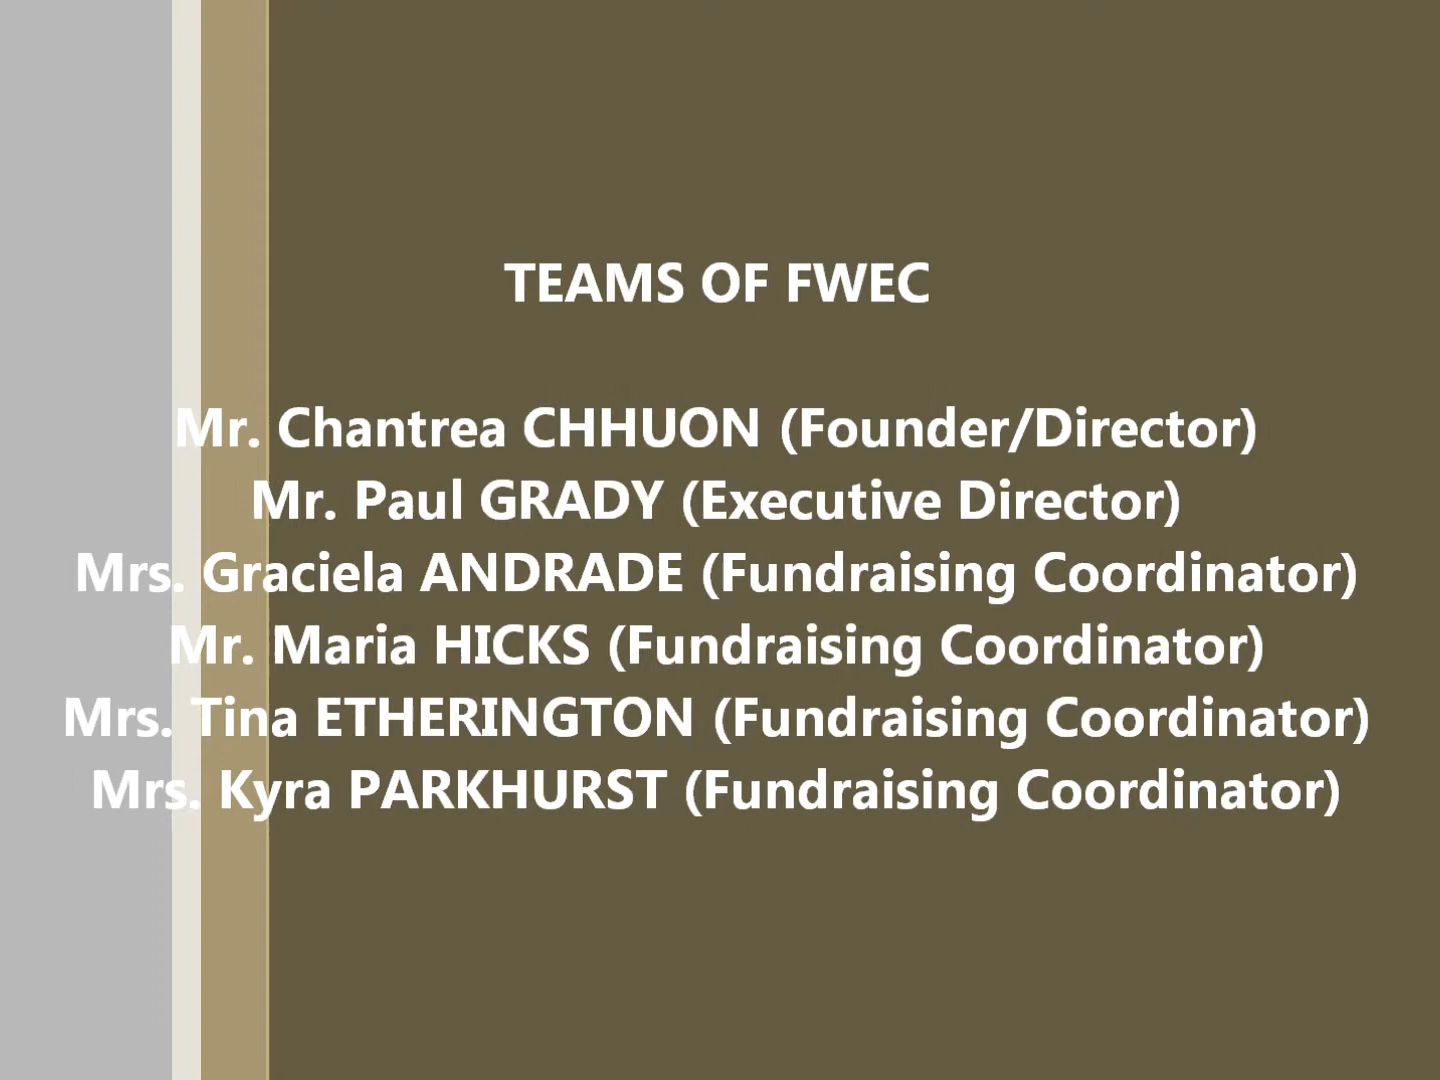 TEAMS OF FWEC
Mr. Chantrea CHHUON (Founder/Director)
Mr. Paul GRADY (Executive Director)
Mrs. Graciela ANDRADE (Fundraising Coordinator)
Mr. Maria HICKS (Fundraising Coordinator)
Mrs. Tina ETHERINGTON (Fundraising Coordinator)
Mrs. Kyra PARKHURST (Fundraising Coordinator)